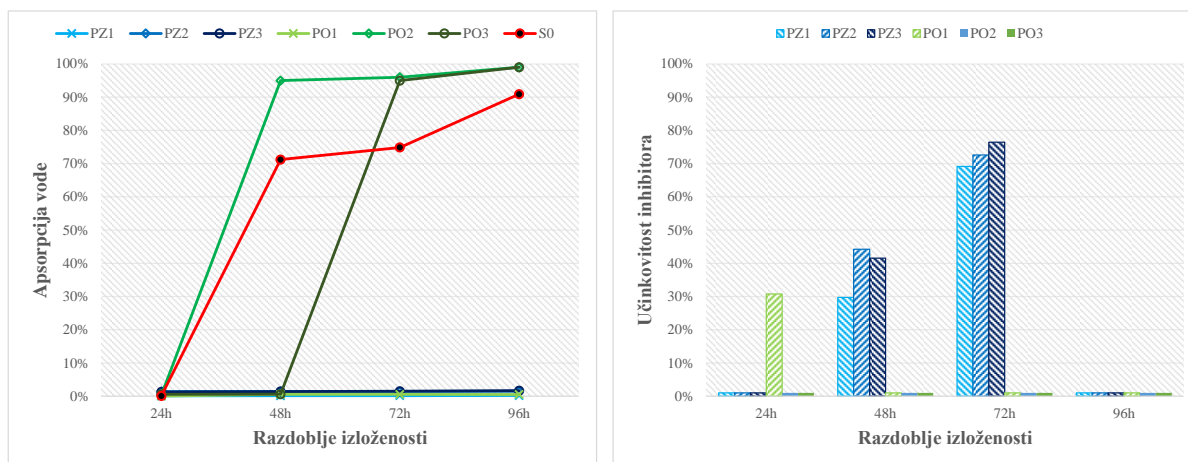 PZ1 PZ2 PZ3 PO1 PO2 PO3 S0
Apsorpcija vode
100%
90%
80%
70%
60%
50%
40%
30%
20%
10%
0%
24h 48h 72h 96h
Razdoblje izloženosti
PZ1 PZ2 PZ3 PO1 PO2 PO3
Učinkovitost inhibitora
100%
90%
80%
70%
60%
50%
40%
30%
20%
10%
0%
24h 48h 72h 96h
Razdoblje izloženosti